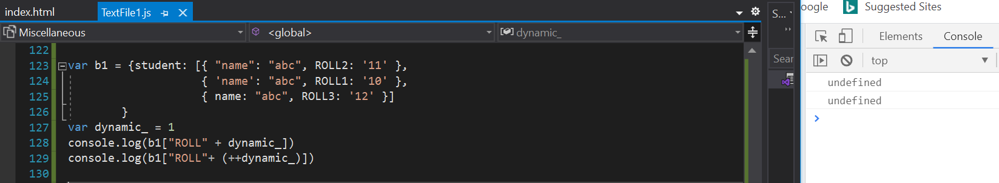 index.html TextFile1.js
Miscellaneous <global> dynamic_
122
123 var b1 = {student: [{ "name": "abc", ROLL2: '11' },
124 { 'name': "abc", ROLL1: '10' },
125 { name: "abc", ROLL3: '12' }]
126 }
127 var dynamic_ = 1
128 console.log(b1["ROLL" + dynamic_])
129 console.log(b1["ROLL"+ (++dynamic_)])
130
S...
Sear
oogle Suggested Sites
Elements Console
top
undefined
undefined